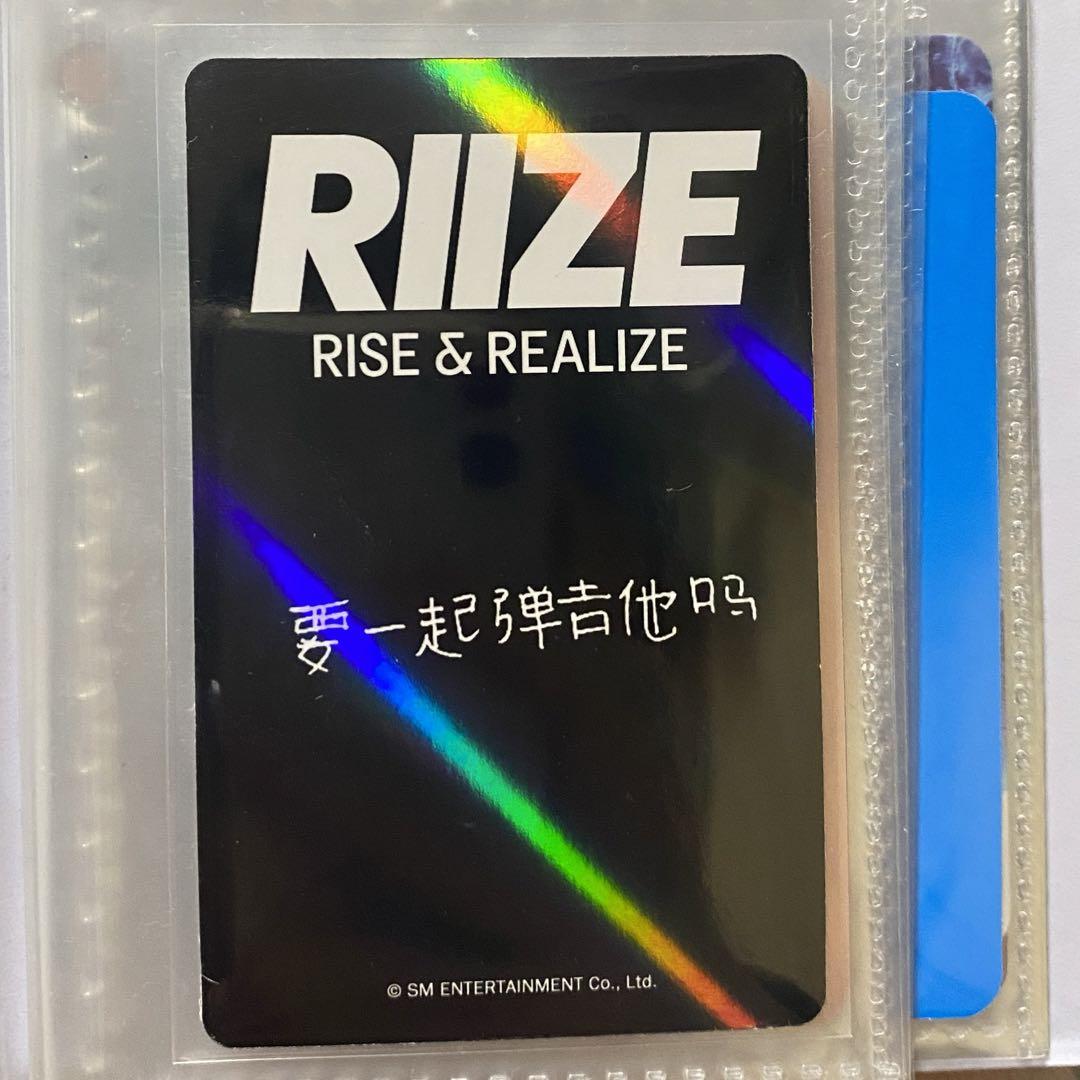 RIIZE
RISE & REALIZE
要一起弹吉他吗
© SM ENTERTAINMENT Co., Ltd.